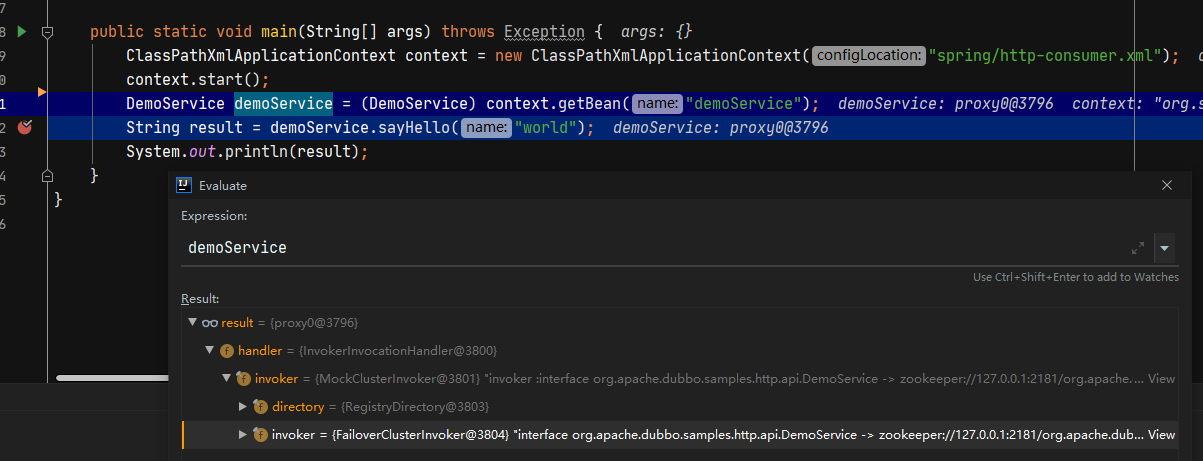 7
8 public static void main(String[] args) throws Exception { args: {}
9 ClassPathXmlApplicationContext context = new ClassPathXmlApplicationContext( configLocation: "spring/http-consumer.xml");
0 context.start();
1 DemoService demoService = (DemoService) context.getBean( name: "demoService"); demoService: proxy0@3796 context: "org.s
2 String result = demoService.sayHello( name: "world"); demoService: proxy0@3796
3 System.out.println(result);
4 }
5 }
6
Evaluate
Expression:
demoService
Use Ctrl+Shift+Enter to add to Watches
Result:
result = {proxy0@3796}
handler = {InvokerInvocationHandler@3800}
invoker = {MockClusterInvoker@3801} "invoker :interface org.apache.dubbo.samples.http.api.DemoService -> zookeeper://127.0.0.1:2181/org.apache. ... View
directory = {RegistryDirectory@3803}
invoker = {FailoverClusterInvoker@3804} "interface org.apache.dubbo.samples.http.api.DemoService -> zookeeper://127.0.0.1:2181/org.apache.dub... View